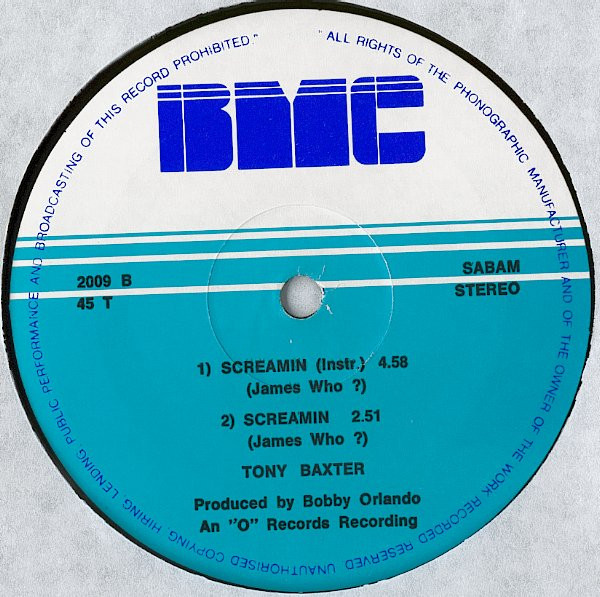 "ALL RIGHTS OF THE PHONOGRAPHIC MANUFACTURER AND OF THE OWNER OF THE WORK RECORDED RESERVED UNAUTHORISED COPYING HIRING LENDING PUBLIC PERFORMANCE AND BROADCASTING OF THIS RECORD PROHIBITED."
BMC
2009 B
45 T
SABAM
STEREO
1) SCREAMIN (Instr.) 4.58
(James Who ?)
2) SCREAMIN 2.51
(James Who ?)
TONY BAXTER
Produced by Bobby Orlando
An "O" Records Recording